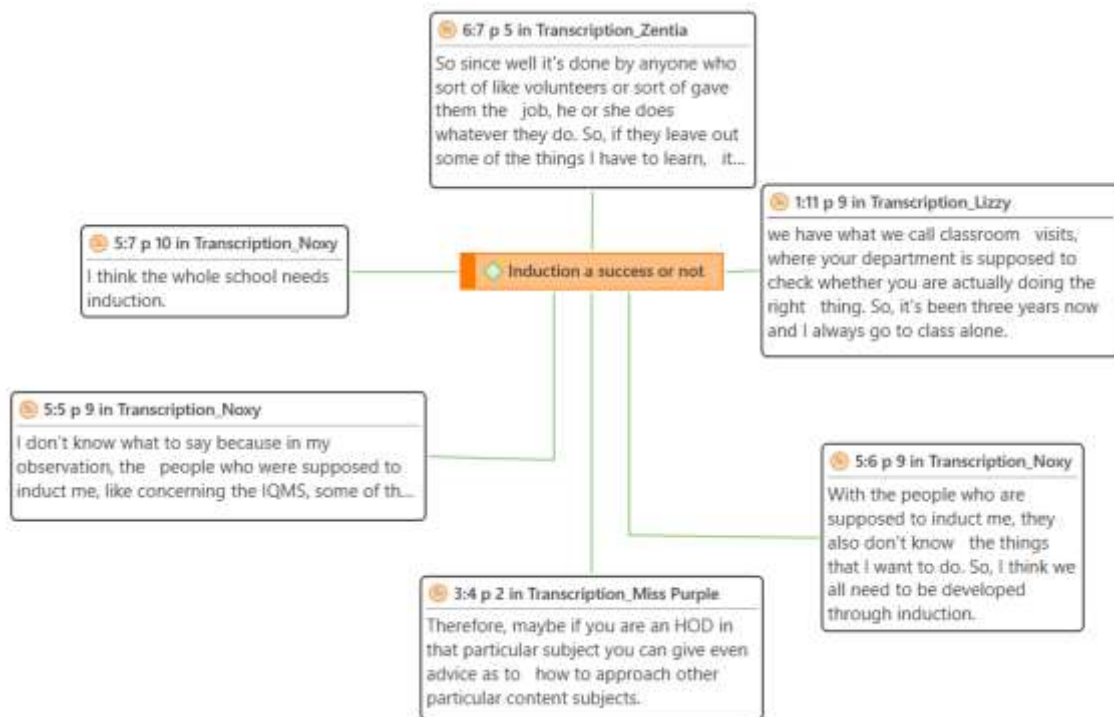 6:7 p 5 in Transcription_Zentia
So since well it's done by anyone who
sort of like volunteers or sort of gave
them the job, he or she does
whatever they do. So, if they leave out
some of the things I have to learn, it...
1:11 p 9 in Transcription_Lizzy
we have what we call classroom visits,
where your department is supposed to
check whether you are actually doing the
right thing. So, it's been three years now
and I always go to class alone.
5:7 p 10 in Transcription_Noxy
I think the whole school needs
induction.
Induction a success or not
5:5 p 9 in Transcription_Noxy
I don't know what to say because in my
observation, the people who were supposed to
induct me, like concerning the IQMS, some of th...
5:6 p 9 in Transcription_Noxy
With the people who are
supposed to induct me, they
also don't know the things
that I want to do. So, I think we
all need to be developed
through induction.
3:4 p 2 in Transcription_Miss Purple
Therefore, maybe if you are an HOD in
that particular subject you can give even
advice as to how to approach other
particular content subjects.